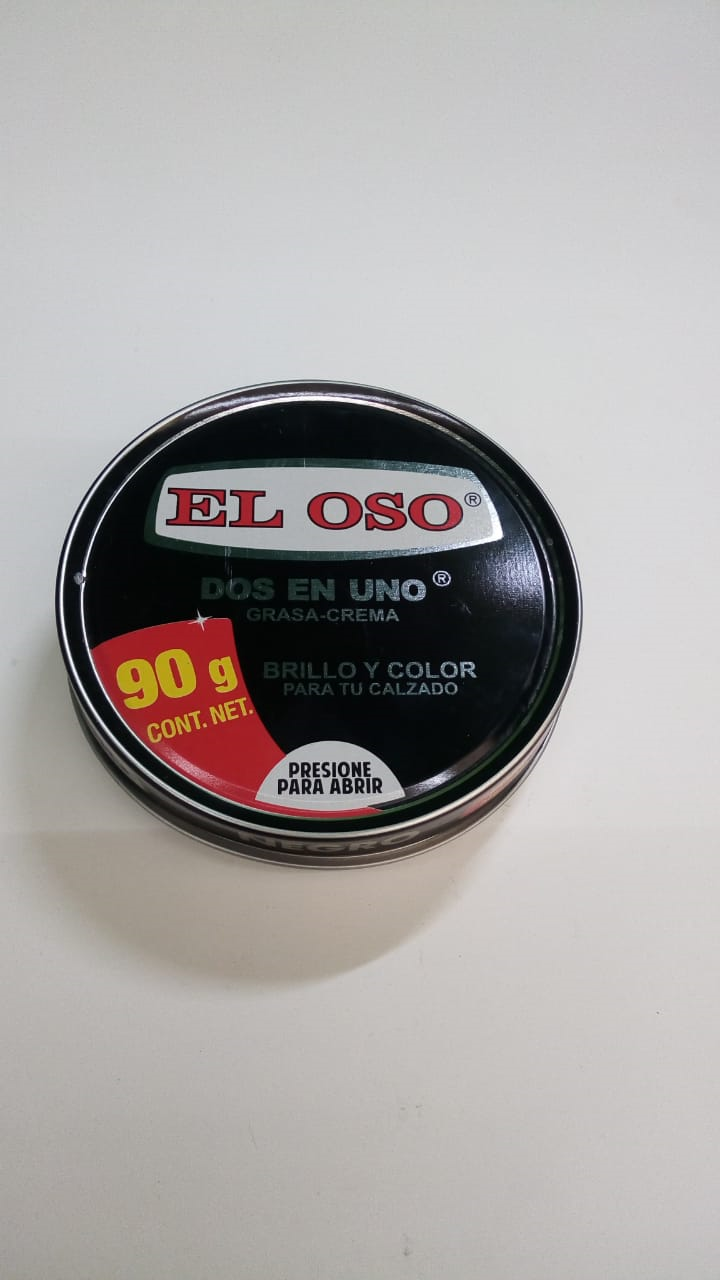 EL OSO®
DOS EN UNO®
GRASA-CREMA
90 g
CONT. NET.
BRILLO Y COLOR
PARA TU CALZADO
PRESIONE
PARA ABRIR
NEGRO